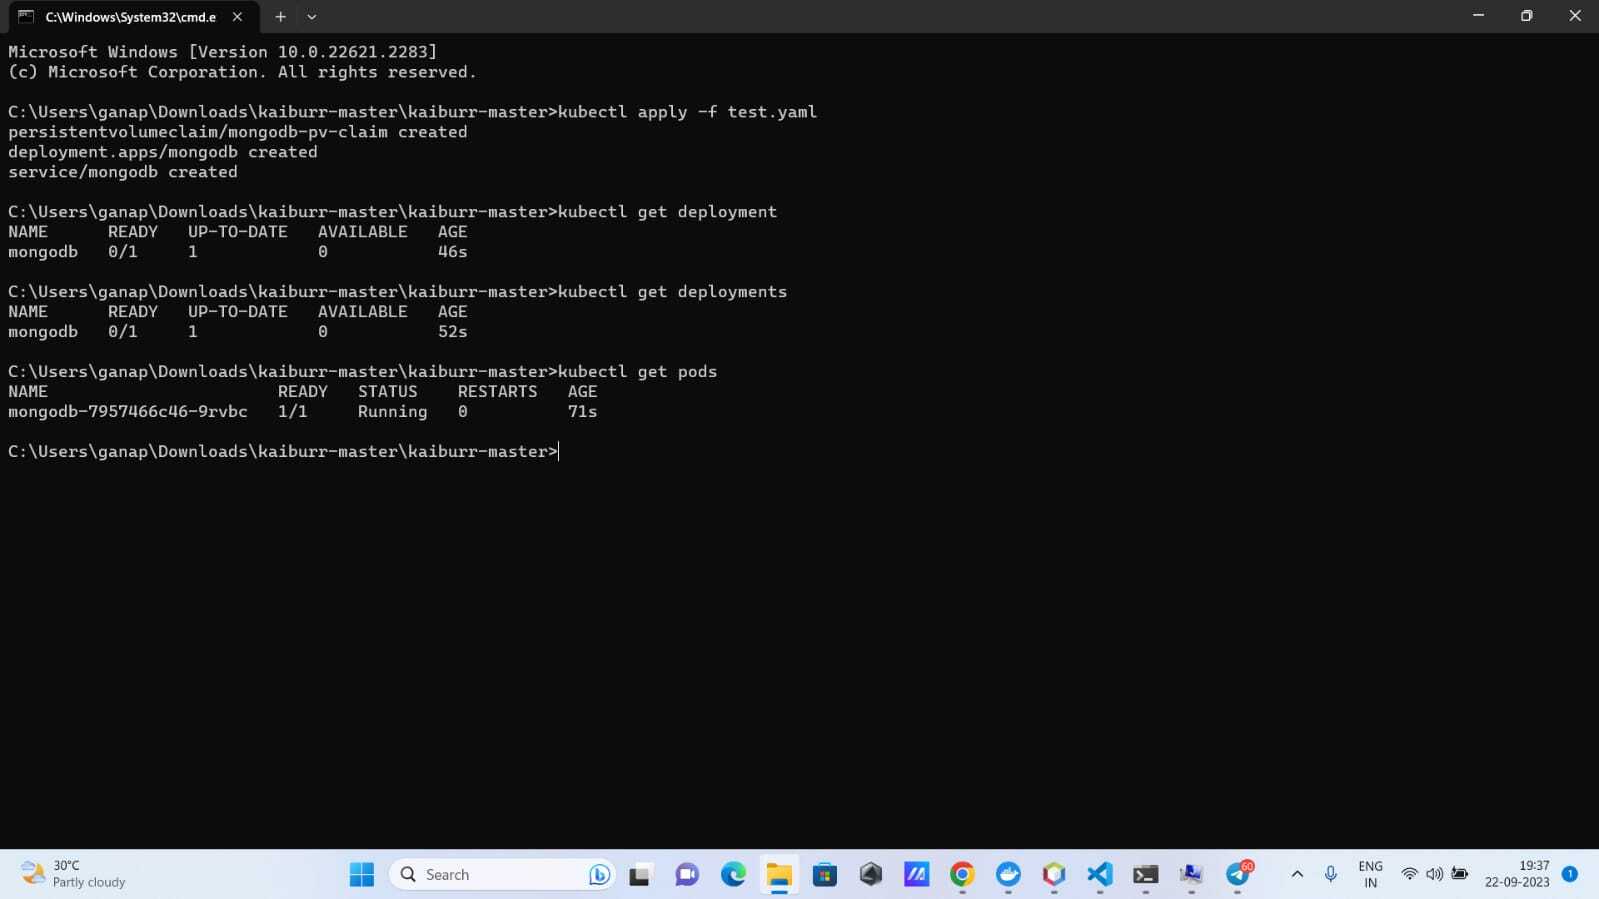 C:\Windows\System32\cmd.e
Microsoft Windows [Version 10.0.22621.2283]
(c) Microsoft Corporation. All rights reserved.
C:\Users\ganap\Downloads\kaiburr-master\kaiburr-master>kubectl apply -f test.yaml
persistentvolumeclaim/mongodb-pv-claim created
deployment.apps/mongodb created
service/mongodb created
C:\Users\ganap\Downloads\kaiburr-master\kaiburr-master>kubectl get deployment
NAME READY UP-TO-DATE AVAILABLE AGE
mongodb 0/1 1 0 46s
C:\Users\ganap\Downloads\kaiburr-master\kaiburr-master>kubectl get deployments
NAME READY UP-TO-DATE AVAILABLE AGE
mongodb 0/1 1 0 52s
C:\Users\ganap\Downloads\kaiburr-master\kaiburr-master>kubectl get pods
NAME READY STATUS RESTARTS AGE
mongodb-7957466c46-9rvbc 1/1 Running 0 71s
C:\Users\ganap\Downloads\kaiburr-master\kaiburr-master>
30°C
Partly cloudy
Search
60
ENG
IN
19:37
22-09-2023
1